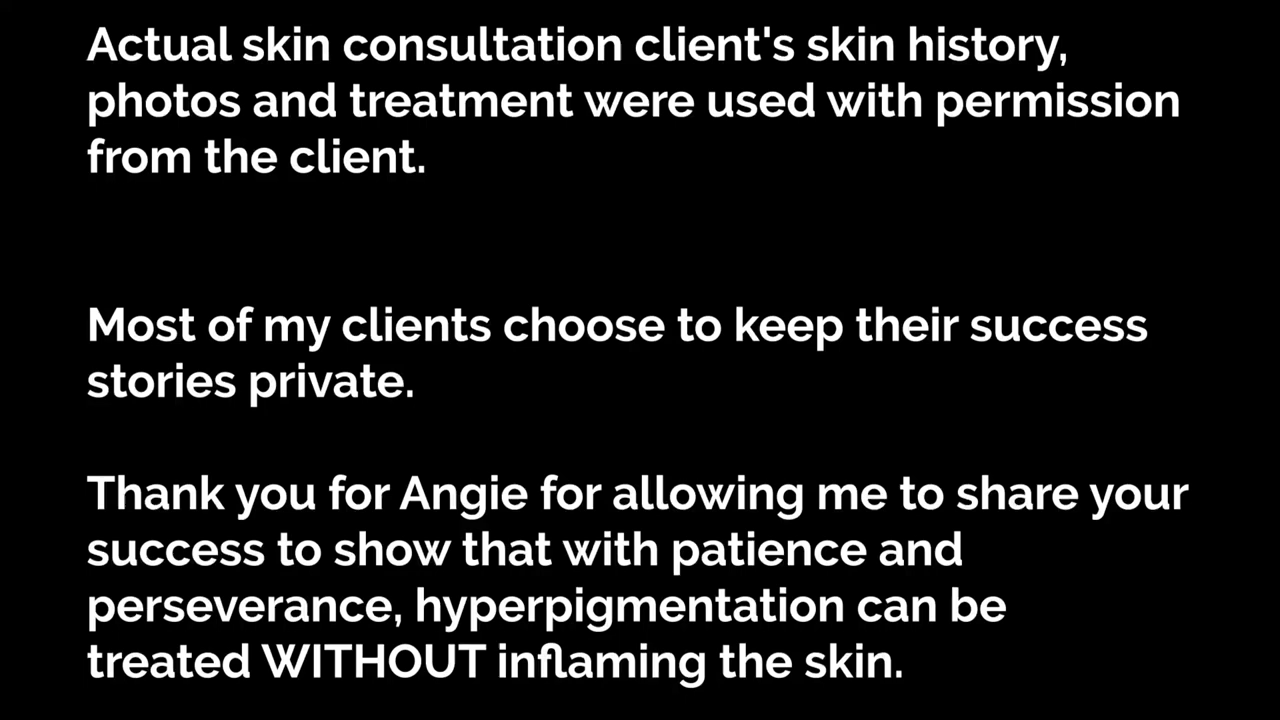 Actual skin consultation client's skin history,
photos and treatment were used with permission
from the client.
Most of my clients choose to keep their success
stories private.
Thank you for Angie for allowing me to share your
success to show that with patience and
perseverance, hyperpigmentation can be
treated WITHOUT inflaming the skin.